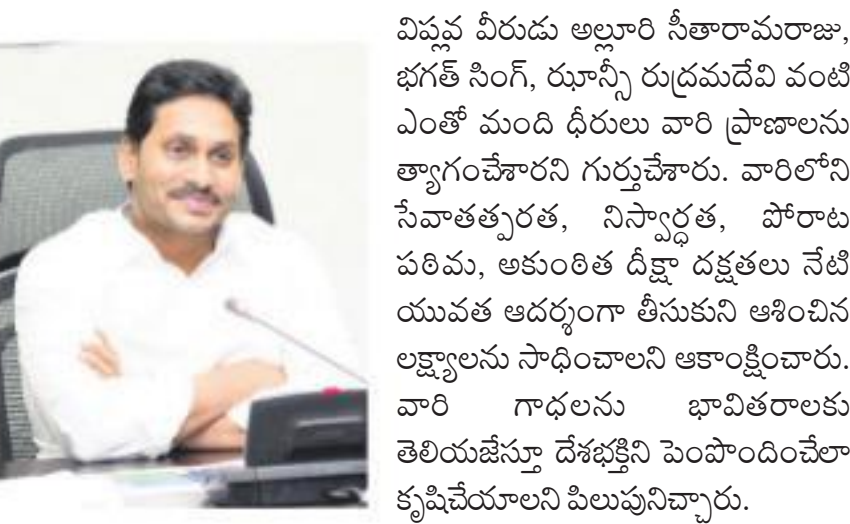 విప్లవ వీరుడు అల్లూరి సీతారామరాజు,
భగత్ సింగ్, ఝాన్సీ రుద్రమదేవి వంటి
ఎంతో మంది ధీరులు వారి ప్రాణాలను
త్యాగంచేశారని గుర్తుచేశారు. వారిలోని
సేవాతత్పరత, నిస్వార్ధత, పోరాట
పఠిమ, అకుంఠిత దీక్షా దక్షతలు నేటి
యువత ఆదర్శంగా తీసుకుని ఆశించిన
లక్ష్యాలను సాధించాలని ఆకాంక్షించారు.
వారి గాధలను భావితరాలకు
తెలియజేస్తూ దేశభక్తిని పెంపొందించేలా
కృషిచేయాలని పిలుపునిచ్చారు.